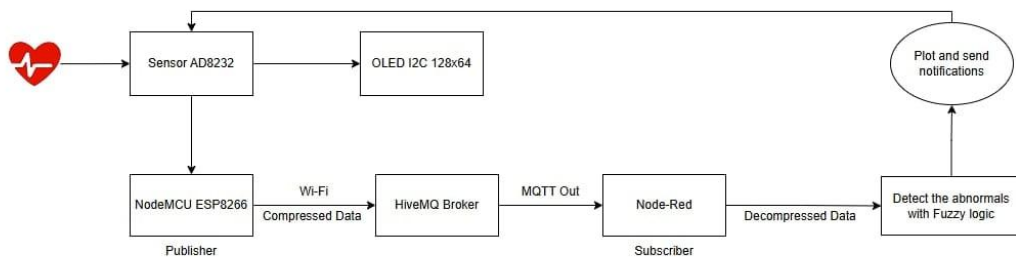 Sensor AD8232
OLED I2C 128x64
Plot and send
notifications
NodeMCU ESP8266
Wi-Fi
Compressed Data
HiveMQ Broker
MQTT Out
Node-Red
Decompressed Data
Detect the abnormals
with Fuzzy logic
Publisher
Subscriber